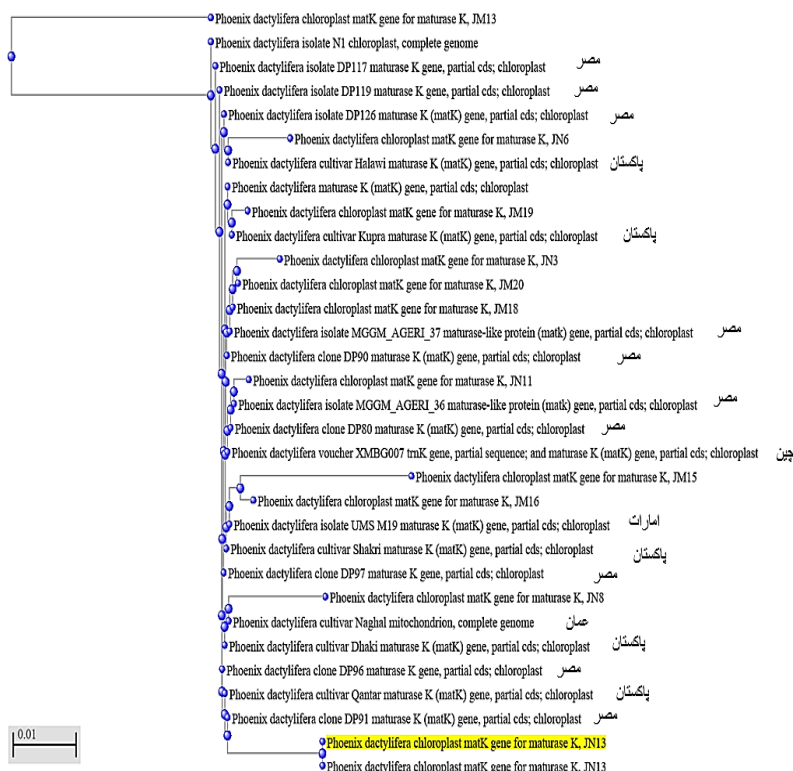 Phoenix dactylifera chloroplast matK gene for maturase K, JM13
Phoenix dactylifera isolate N1 chloroplast, complete genome
Phoenix dactylifera isolate DP117 maturase K gene, partial cds; chloroplast مصر
Phoenix dactylifera isolate DP119 maturase K gene, partial cds; chloroplast مصر
Phoenix dactylifera isolate DP126 maturase K (matK) gene, partial cds; chloroplast مصر
Phoenix dactylifera chloroplast matK gene for maturase K, JN6
Phoenix dactylifera cultivar Halawi maturase K (matK) gene, partial cds; chloroplast پاکستان
Phoenix dactylifera maturase K (matK) gene, partial cds; chloroplast
Phoenix dactylifera chloroplast matK gene for maturase K, JM19
Phoenix dactylifera cultivar Kupra maturase K (matK) gene, partial cds; chloroplast پاکستان
Phoenix dactylifera chloroplast matK gene for maturase K, JN3
Phoenix dactylifera chloroplast matK gene for maturase K, JM20
Phoenix dactylifera chloroplast matK gene for maturase K, JM18
Phoenix dactylifera isolate MGGM_AGERI_37 maturase-like protein (matk) gene, partial cds; chloroplast مصر
Phoenix dactylifera clone DP90 maturase K (matK) gene, partial cds; chloroplast مصر
Phoenix dactylifera chloroplast matK gene for maturase K, JN11
Phoenix dactylifera isolate MGGM_AGERI_36 maturase-like protein (matk) gene, partial cds; chloroplast مصر
Phoenix dactylifera clone DP80 maturase K (matK) gene, partial cds; chloroplast مصر
Phoenix dactylifera voucher XMBG007 trnK gene, partial sequence; and maturase K (matK) gene, partial cds; chloroplast چین
Phoenix dactylifera chloroplast matK gene for maturase K, JM15
Phoenix dactylifera chloroplast matK gene for maturase K, JM16
Phoenix dactylifera isolate UMS M19 maturase K (matK) gene, partial cds; chloroplast امارات
Phoenix dactylifera cultivar Shakri maturase K (matK) gene, partial cds; chloroplast پاکستان
Phoenix dactylifera clone DP97 maturase K gene, partial cds; chloroplast مصر
Phoenix dactylifera chloroplast matK gene for maturase K, JN8
Phoenix dactylifera cultivar Naghal mitochondrion, complete genome عمان
Phoenix dactylifera cultivar Dhaki maturase K (matK) gene, partial cds; chloroplast پاکستان
Phoenix dactylifera clone DP96 maturase K gene, partial cds; chloroplast مصر
Phoenix dactylifera cultivar Qantar maturase K (matK) gene, partial cds; chloroplast پاکستان
Phoenix dactylifera clone DP91 maturase K (matK) gene, partial cds; chloroplast مصر
0.01
Phoenix dactylifera chloroplast matK gene for maturase K, JN13
Phoenix dactylifera chloroplast matK gene for maturase K, JN13